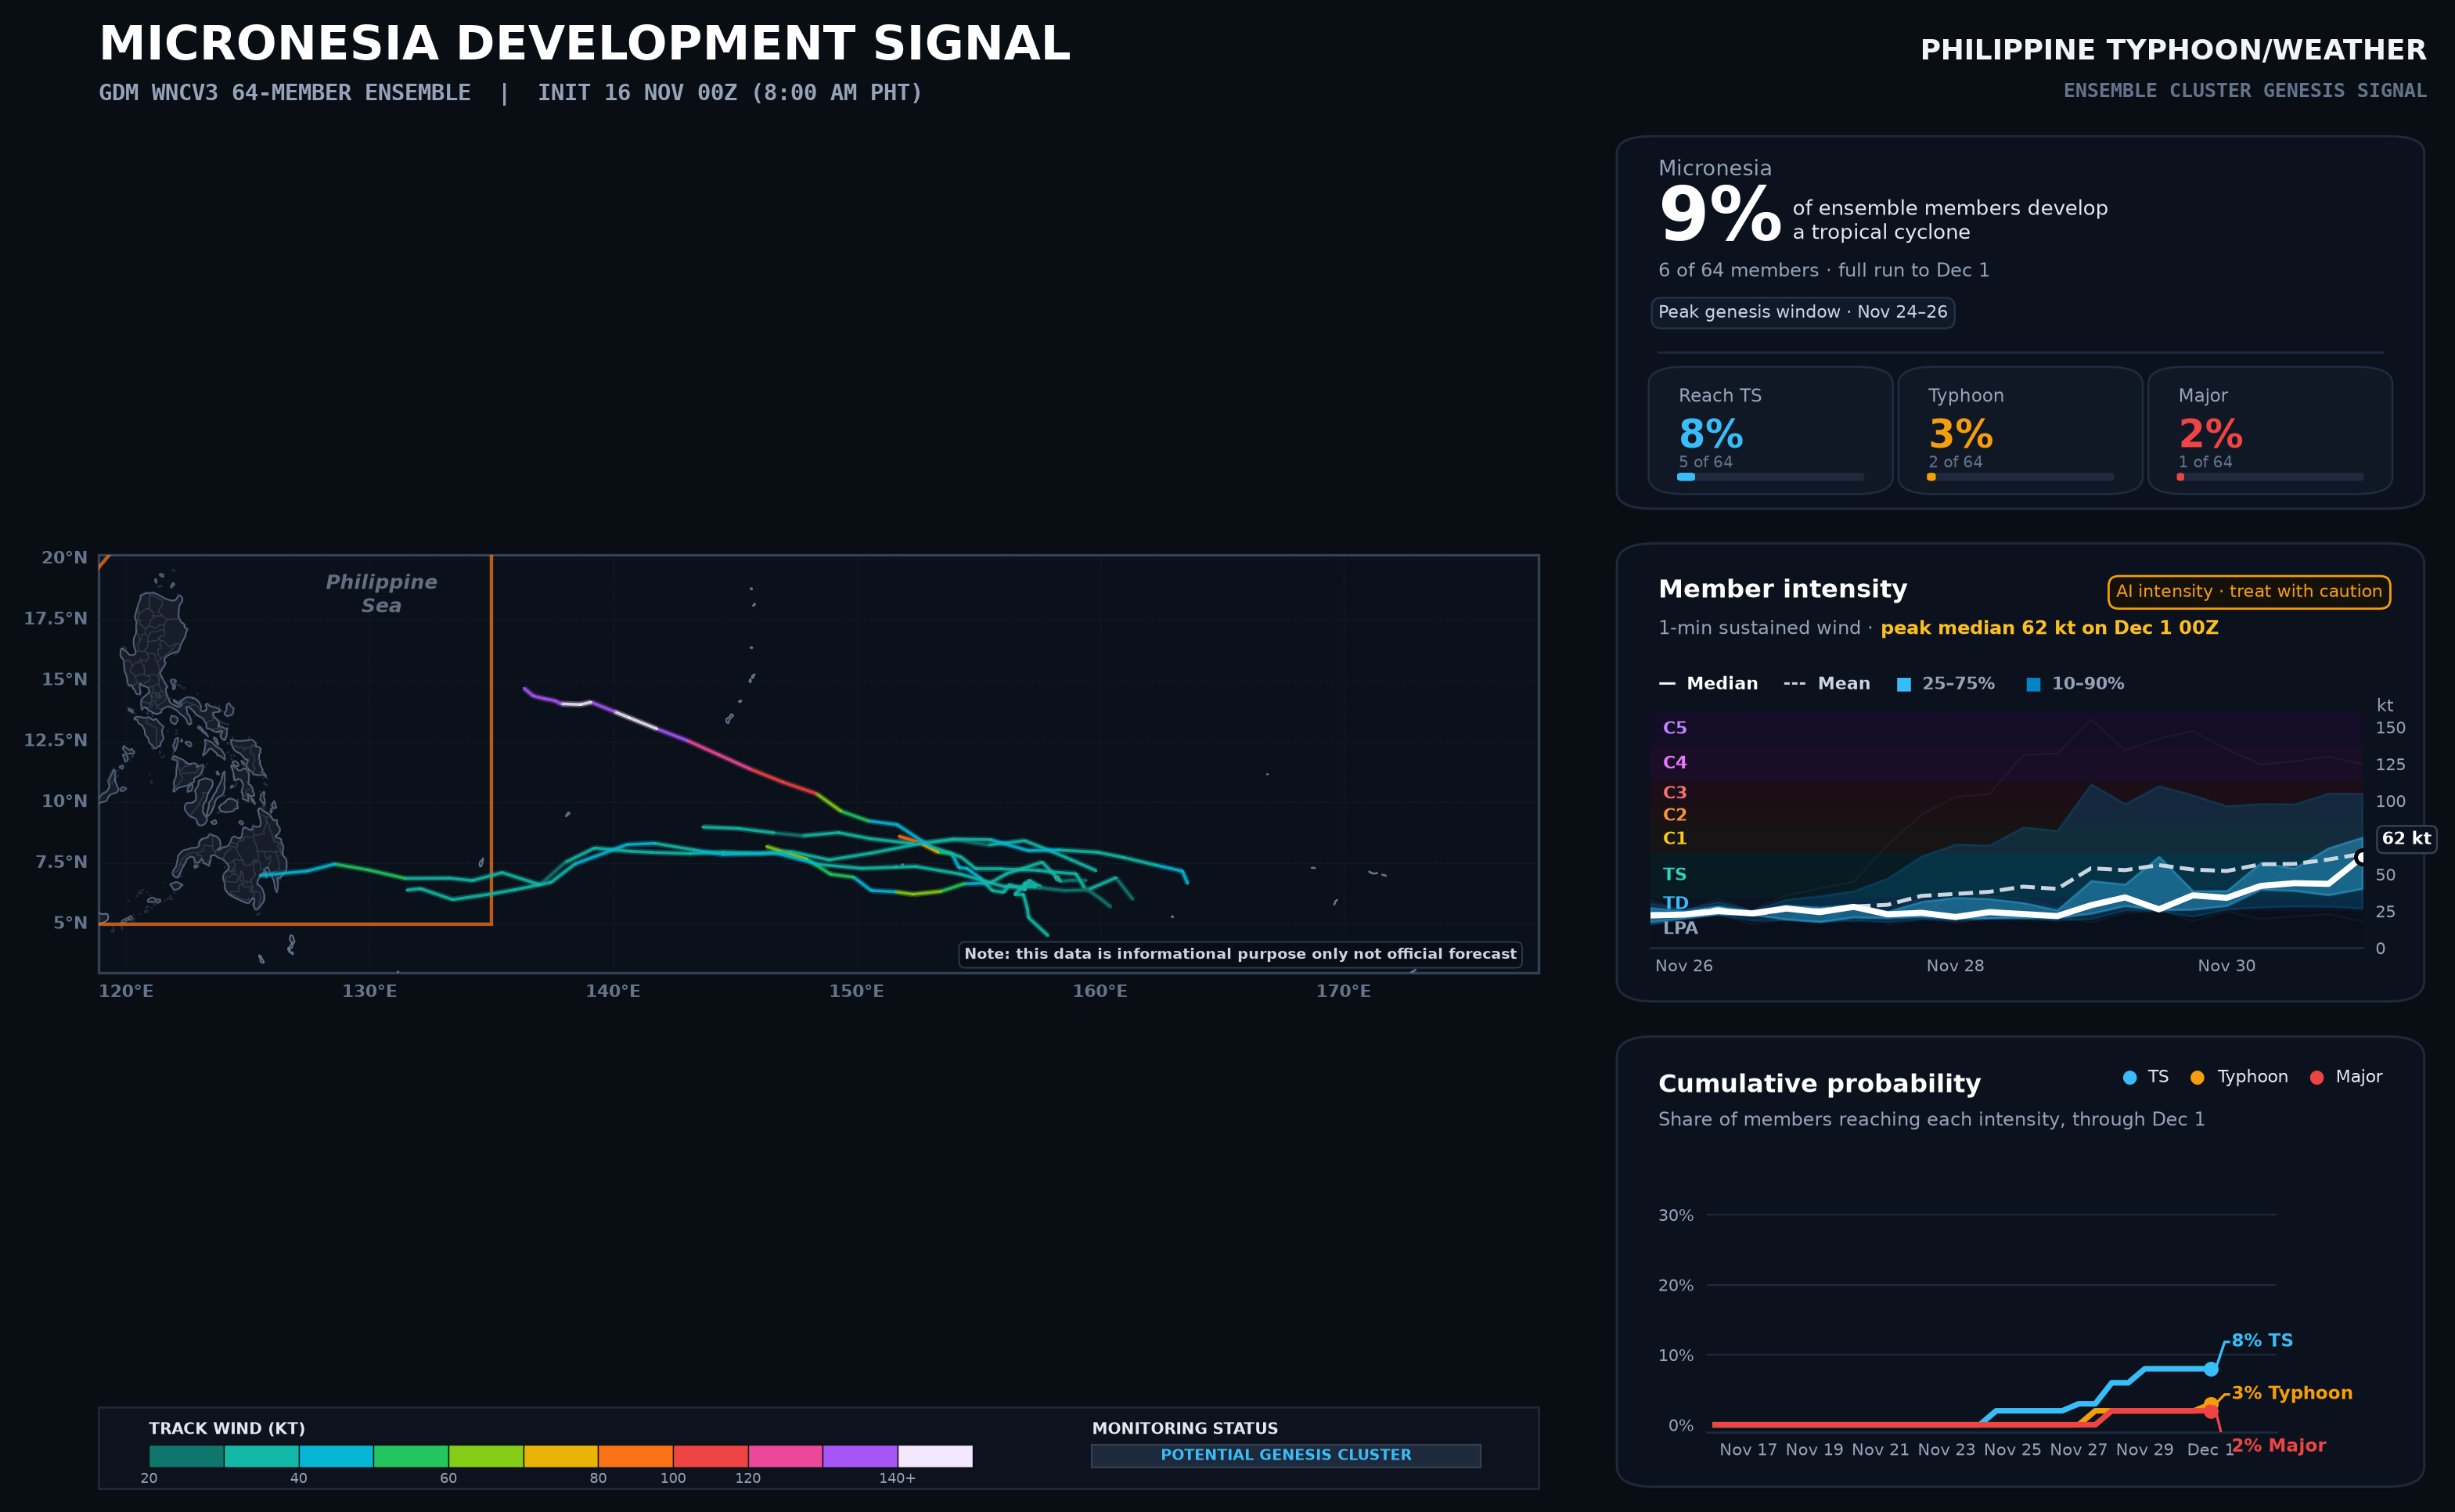 MICRONESIA DEVELOPMENT SIGNAL
GDM WNCV3 64-MEMBER ENSEMBLE | INIT 16 NOV 00Z (8:00 AM PHT)
PHILIPPINE TYPHOON/WEATHER
ENSEMBLE CLUSTER GENESIS SIGNAL
Micronesia
9% of ensemble members develop
a tropical cyclone
6 of 64 members · full run to Dec 1
Peak genesis window · Nov 24–26
Reach TS
8%
5 of 64
Typhoon
3%
2 of 64
Major
2%
1 of 64
20°N
17.5°N
15°N
12.5°N
10°N
7.5°N
5°N
Philippine
Sea
Note: this data is informational purpose only not official forecast
120°E 130°E 140°E 150°E 160°E 170°E
Member intensity
AI intensity · treat with caution
1-min sustained wind · peak median 62 kt on Dec 1 00Z
Median Mean 25–75% 10–90%
kt
C5
C4
C3
C2
C1
TS
TD
LPA
150
125
100
62 kt
50
25
0
Nov 26 Nov 28 Nov 30
Cumulative probability
TS Typhoon Major
Share of members reaching each intensity, through Dec 1
30%
20%
10%
0%
8% TS
3% Typhoon
2% Major
Nov 17 Nov 19 Nov 21 Nov 23 Nov 25 Nov 27 Nov 29 Dec 1
TRACK WIND (KT)
20 40 60 80 100 120 140+
MONITORING STATUS
POTENTIAL GENESIS CLUSTER